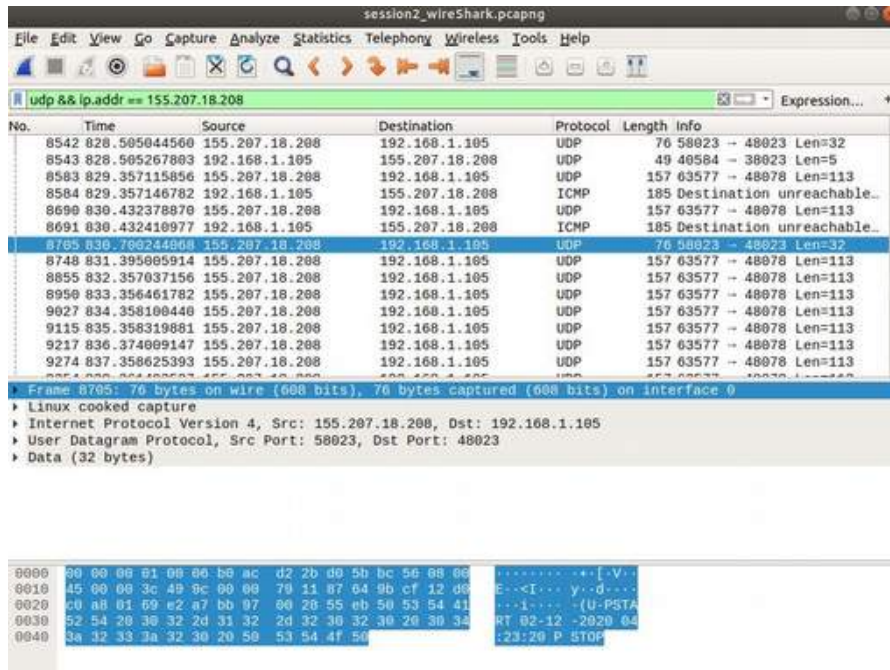 session2_wireShark.pcapng
File Edit View Go Capture Analyze Statistics Telephony Wireless Tools Help
udp && ip.addr == 155.207.18.208 Expression... +
No. Time Source Destination Protocol Length Info
8542 828.505044560 155.207.18.208 192.168.1.105 UDP 76 58023 → 48023 Len=32
8543 828.505267803 192.168.1.105 155.207.18.208 UDP 49 40584 → 38023 Len=5
8583 829.357115856 155.207.18.208 192.168.1.105 UDP 157 63577 → 48078 Len=113
8584 829.357146782 192.168.1.105 155.207.18.208 ICMP 185 Destination unreachable…
8690 830.432378870 155.207.18.208 192.168.1.105 UDP 157 63577 → 48078 Len=113
8691 830.432410977 192.168.1.105 155.207.18.208 ICMP 185 Destination unreachable…
8705 830.700244068 155.207.18.208 192.168.1.105 UDP 76 58023 → 48023 Len=32
8748 831.395005914 155.207.18.208 192.168.1.105 UDP 157 63577 → 48078 Len=113
8855 832.357037156 155.207.18.208 192.168.1.105 UDP 157 63577 → 48078 Len=113
8950 833.356461782 155.207.18.208 192.168.1.105 UDP 157 63577 → 48078 Len=113
9027 834.358100440 155.207.18.208 192.168.1.105 UDP 157 63577 → 48078 Len=113
9115 835.358319881 155.207.18.208 192.168.1.105 UDP 157 63577 → 48078 Len=113
9217 836.374009147 155.207.18.208 192.168.1.105 UDP 157 63577 → 48078 Len=113
9274 837.358625393 155.207.18.208 192.168.1.105 UDP 157 63577 → 48078 Len=113
Frame 8705: 76 bytes on wire (608 bits), 76 bytes captured (608 bits) on interface 0
Linux cooked capture
Internet Protocol Version 4, Src: 155.207.18.208, Dst: 192.168.1.105
User Datagram Protocol, Src Port: 58023, Dst Port: 48023
Data (32 bytes)
0000 00 00 00 01 00 06 b0 ac d2 2b d0 5b bc 56 08 00 ········ ·+·[·V··
0010 45 00 00 3c 49 9c 00 00 79 11 87 64 9b cf 12 d0 E··<I··· y··d····
0020 c0 a8 01 69 e2 a7 bb 97 00 28 55 eb 50 53 54 41 ···i···· ·(U·PSTA
0030 52 54 20 30 32 2d 31 32 2d 32 30 32 30 20 30 34 RT 02-12 -2020 04
0040 3a 32 33 3a 32 30 20 50 53 54 4f 50 :23:20 P STOP